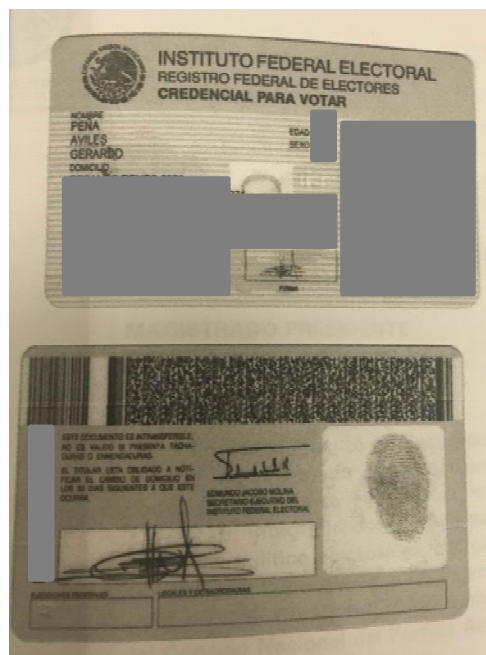 INSTITUTO FEDERAL ELECTORAL
REGISTRO FEDERAL DE ELECTORES
CREDENCIAL PARA VOTAR
NOMBRE
PEÑA
AVILES
GERARDO
DOMICILIO
EDAD
SEXO
FIRMA
MAGISTRADO PRESIDENTE
ESTE DOCUMENTO ES INTRANSFERIBLE,
NO ES VALIDO SI PRESENTA TACHA-
DURAS O ENMENDADURAS.
EL TITULAR ESTA OBLIGADO A NOTI-
FICAR EL CAMBIO DE DOMICILIO EN
LOS 30 DIAS SIGUIENTES A QUE ESTE
OCURRA.
EDMUNDO JACOBO MOLINA
SECRETARIO EJECUTIVO DEL
INSTITUTO FEDERAL ELECTORAL
ELECCIONES FEDERALES
LOCALES Y EXTRAORDINARIAS